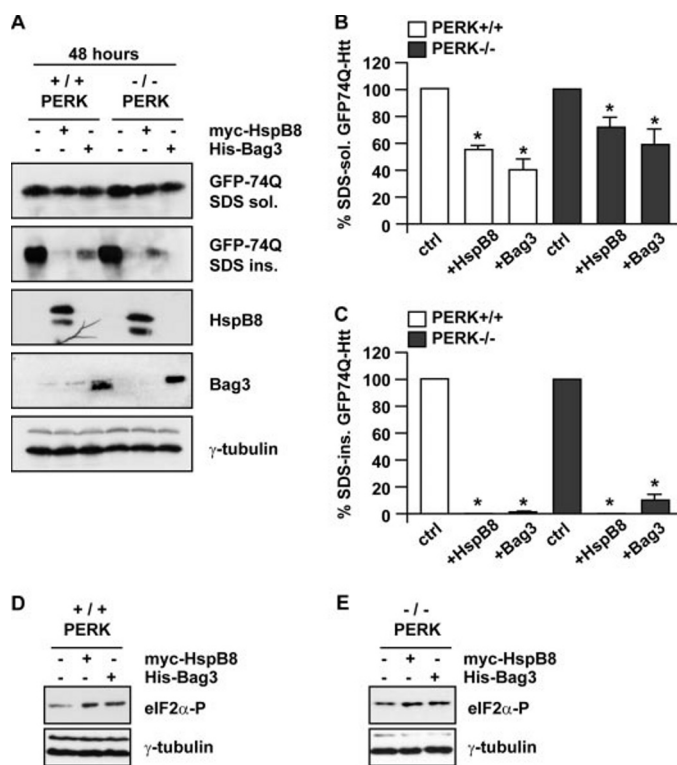 A
48 hours
+ / + - / -
PERK PERK
- + - - + - myc-HspB8
- - + - - + His-Bag3
GFP-74Q
SDS sol.
GFP-74Q
SDS ins.
HspB8
Bag3
γ-tubulin
B
PERK+/+
PERK-/-
% SDS-sol. GFP74Q-Htt
120
100
80
60
40
20
0
* * * *
ctrl +HspB8 +Bag3 ctrl +HspB8 +Bag3
C
PERK+/+
PERK-/-
% SDS-ins. GFP74Q-Htt
120
100
80
60
40
20
0
* * * *
ctrl +HspB8 +Bag3 ctrl +HspB8 +Bag3
D
+ / +
PERK
- + - myc-HspB8
- - + His-Bag3
eIF2α-P
γ-tubulin
E
- / -
PERK
- + - myc-HspB8
- - + His-Bag3
eIF2α-P
γ-tubulin